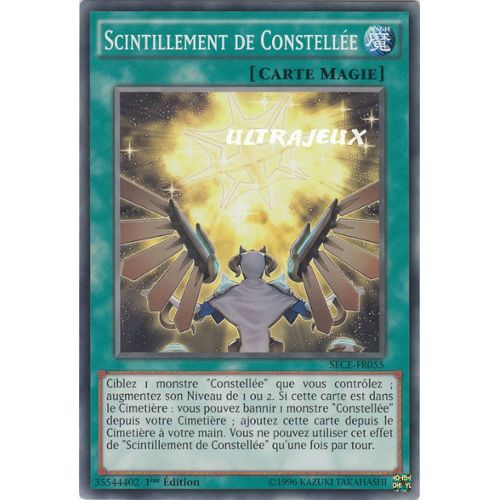 SCINTILLEMENT DE CONSTELLÉE
MAGIE
魔
[CARTE MAGIE]
ULTRAJEUX
SECE-FR055
Ciblez 1 monstre "Constellée" que vous contrôlez ;
augmentez son Niveau de 1 ou 2. Si cette carte est dans
le Cimetière : vous pouvez bannir 1 monstre "Constellée"
depuis votre Cimetière ; ajoutez cette carte depuis le
Cimetière à votre main. Vous ne pouvez utiliser cet effet
de "Scintillement de Constellée" qu'une fois par tour.
35544402 1ère Édition ©1996 KAZUKI TAKAHASHI